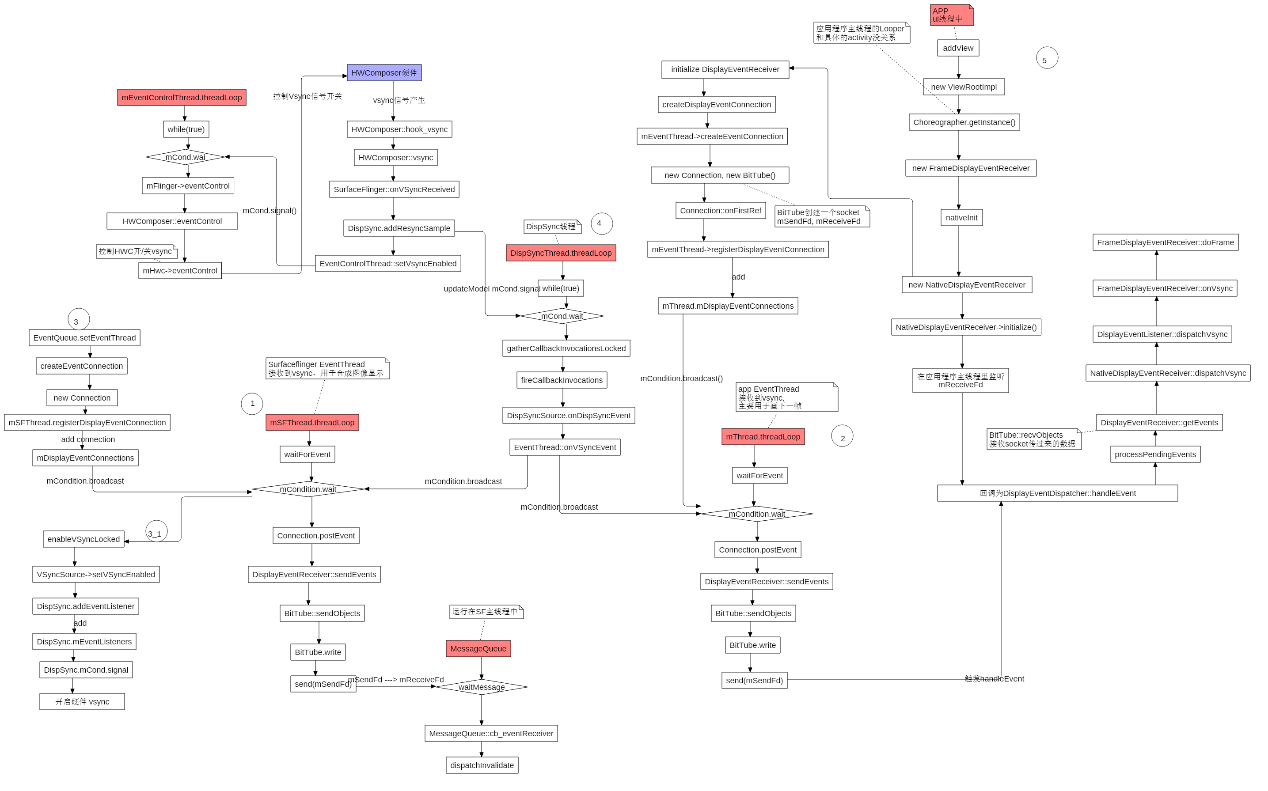 APP
UI线程中
应用程序主线程的Looper
和具体的activity没关系
addView
5
HWComposer硬件
initialize DisplayEventReceiver
new ViewRootImpl
mEventControlThread.threadLoop
控制Vsync信号开关
vsync信号产生
createDisplayEventConnection
Choreographer.getInstance()
while(true)
HWComposer::hook_vsync
mEventThread->createEventConnection
mCond.wai
HWComposer::vsync
new FrameDisplayEventReceiver
mFlinger->eventControl
SurfaceFlinger::onVSyncReceived
new Connection, new BitTube()
mCond.signal()
Connection::onFirstRef
BitTube创建一个socket
mSendFd, mReceiveFd
nativeInit
HWComposer::eventControl
DispSync.addResyncSample
DispSync线程
4
控制HWC开/关vsync
mHwc->eventControl
EventControlThread::setVsyncEnabled
DispSyncThread.threadLoop
mEventThread->registerDisplayEventConnection
FrameDisplayEventReceiver::doFrame
add
new NativeDisplayEventReceiver
FrameDisplayEventReceiver::onVsync
updateModel mCond.signal
while(true)
mThread.mDisplayEventConnections
mCond.wait
3
EventQueue.setEventThread
NativeDisplayEventReceiver->initialize()
DisplayEventListener::dispatchVsync
createEventConnection
Surfaceflinger EventThread
接收到vsync，用于合成图像显示
gatherCallbackInvocationsLocked
new Connection
fireCallbackInvocations
mCondition.broadcast()
在应用程序主线程里监听
mReceiveFd
NativeDisplayEventReceiver::dispatchVsync
1
app EventThread
接收到vsync,
主要用于画下一帧
mSFThread.registerDisplayEventConnection
mSFThread.threadLoop
DispSyncSource.onDispSyncEvent
DisplayEventReceiver::getEvents
add connection
mThread.threadLoop
2
BitTube::recvObjects
接收socket传过来的数据
mDisplayEventConnections
waitForEvent
EventThread::onVSyncEvent
processPendingEvents
mCondition.broadcast
waitForEvent
mCondition.broadcast
mCondition.wait
回调为DisplayEventDispatcher::handleEvent
mCondition.broadcast
mCondition.wait
3_1
enableVSyncLocked
Connection.postEvent
Connection.postEvent
VSyncSource->setVSyncEnabled
DisplayEventReceiver::sendEvents
DisplayEventReceiver::sendEvents
DispSync.addEventListener
BitTube::sendObjects
运行在SF主线程中
BitTube::sendObjects
add
DispSync.mEventListeners
BitTube.write
MessageQueue
BitTube.write
DispSync.mCond.signal
send(mSendFd)
mSendFd ---> mReceiveFd
waitMessage
send(mSendFd)
触发handleEvent
开启硬件 vsync
MessageQueue::cb_eventReceiver
dispatchInvalidate